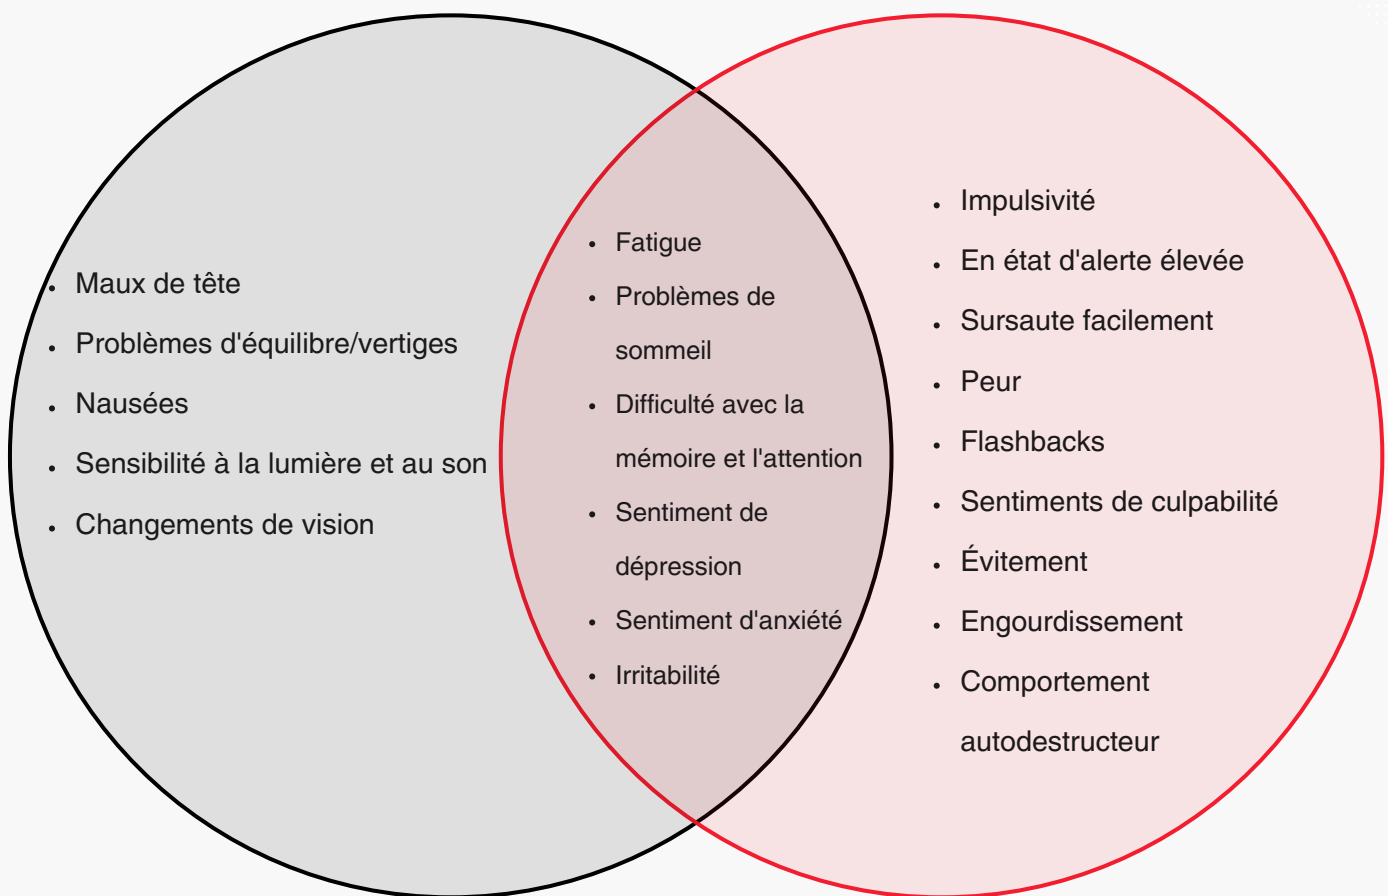 • Maux de tête
• Problèmes d'équilibre/vertiges
• Nausées
• Sensibilité à la lumière et au son
• Changements de vision
• Fatigue
• Problèmes de
sommeil
• Difficulté avec la
mémoire et l'attention
• Sentiment de
dépression
• Sentiment d'anxiété
• Irritabilité
• Impulsivité
• En état d'alerte élevée
• Sursaute facilement
• Peur
• Flashbacks
• Sentiments de culpabilité
• Évitement
• Engourdissement
• Comportement
autodestructeur